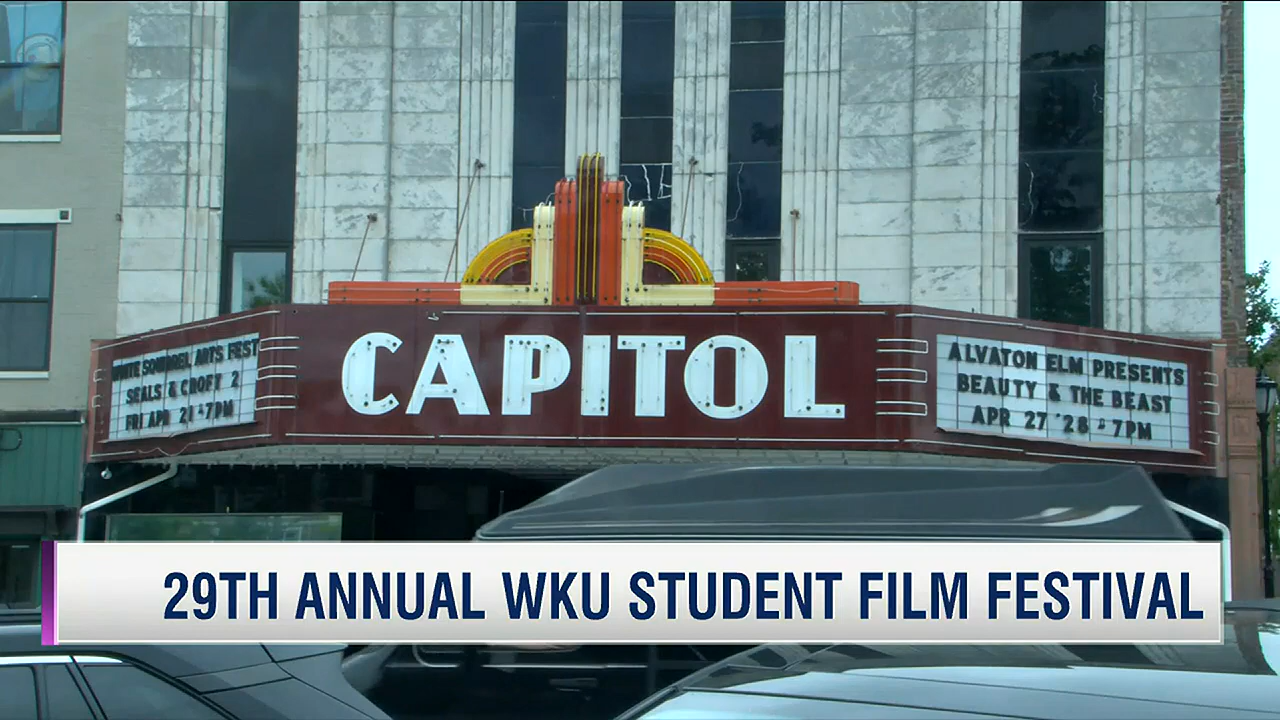 WHITE SQUIRREL ARTS FEST
SEALS & CROFT 2
FRI APR 21 · 7PM
CAPITOL
ALVATON ELM PRESENTS
BEAUTY & THE BEAST
APR 27 '28 · 7PM
29TH ANNUAL WKU STUDENT FILM FESTIVAL